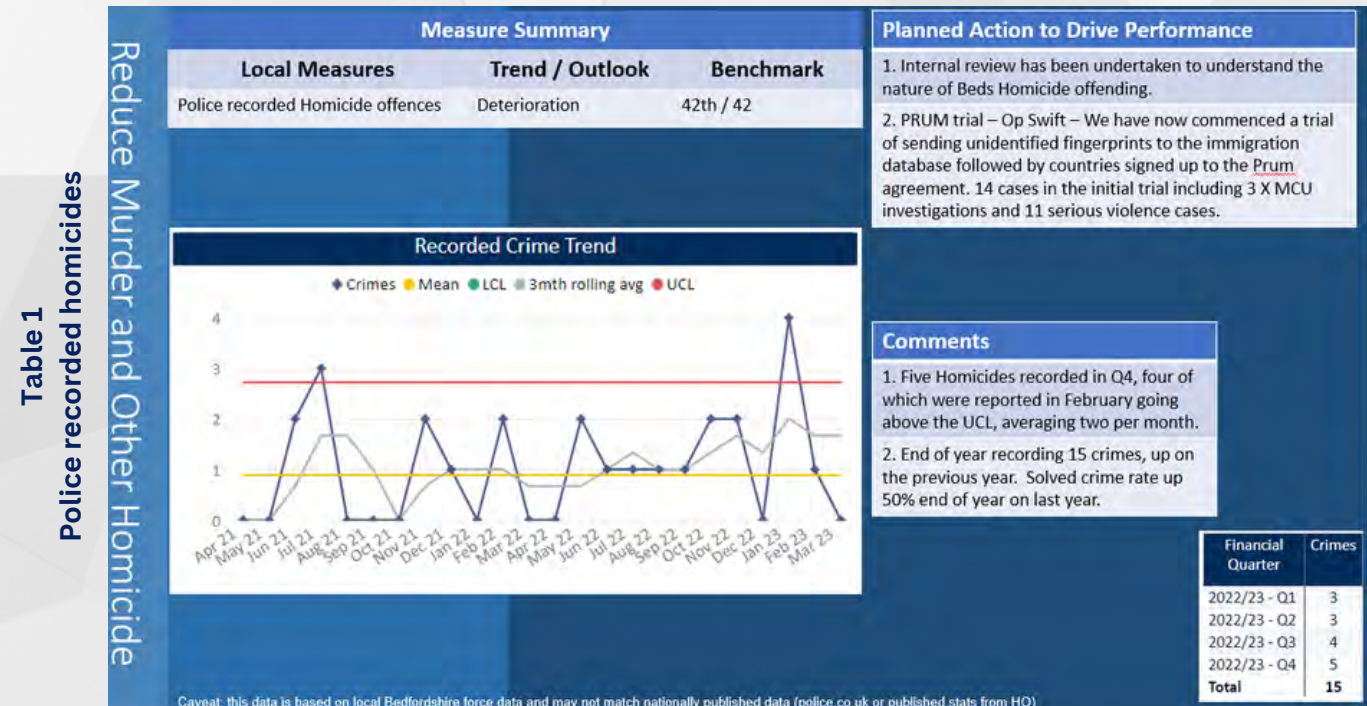 Table 1
Police recorded homicides
Reduce Murder and Other Homicide
Measure Summary
Local Measures Trend / Outlook Benchmark
Police recorded Homicide offences Deterioration 42th / 42
Planned Action to Drive Performance
1. Internal review has been undertaken to understand the
nature of Beds Homicide offending.
2. PRUM trial – Op Swift – We have now commenced a trial
of sending unidentified fingerprints to the immigration
database followed by countries signed up to the Prum
agreement. 14 cases in the initial trial including 3 X MCU
investigations and 11 serious violence cases.
Recorded Crime Trend
Crimes Mean LCL 3mth rolling avg UCL
4
3
2
1
0
Apr 21 May 21 Jun 21 Jul 21 Aug 21 Sep 21 Oct 21 Nov 21 Dec 21 Jan 22 Feb 22 Mar 22 Apr 22 May 22 Jun 22 Jul 22 Aug 22 Sep 22 Oct 22 Nov 22 Dec 22 Jan 23 Feb 23 Mar 23
Comments
1. Five Homicides recorded in Q4, four of
which were reported in February going
above the UCL, averaging two per month.
2. End of year recording 15 crimes, up on
the previous year. Solved crime rate up
50% end of year on last year.
Financial Crimes
Quarter
2022/23 - Q1 3
2022/23 - Q2 3
2022/23 - Q3 4
2022/23 - Q4 5
Total 15
Caveat: this data is based on local Bedfordshire force data and may not match nationally published data (police.co.uk or published stats from HO)